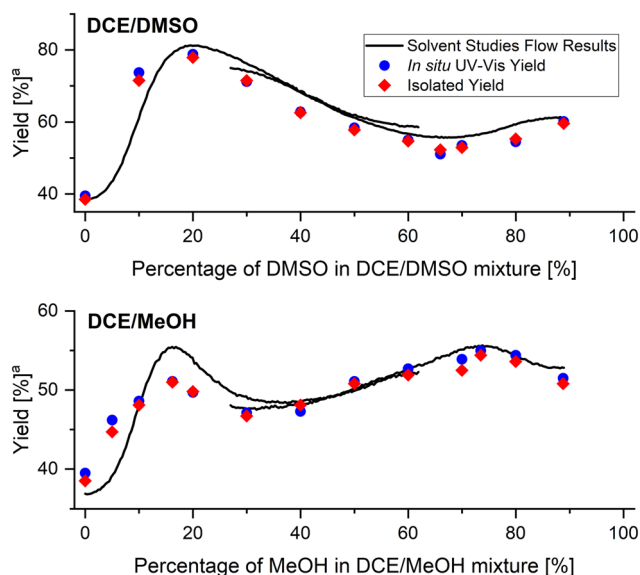 DCE/DMSO
Solvent Studies Flow Results
In situ UV-Vis Yield
Isolated Yield
Yield [%]ᵃ
80
60
40
0 20 40 60 80 100
Percentage of DMSO in DCE/DMSO mixture [%]
DCE/MeOH
Yield [%]ᵃ
60
50
40
0 20 40 60 80 100
Percentage of MeOH in DCE/MeOH mixture [%]